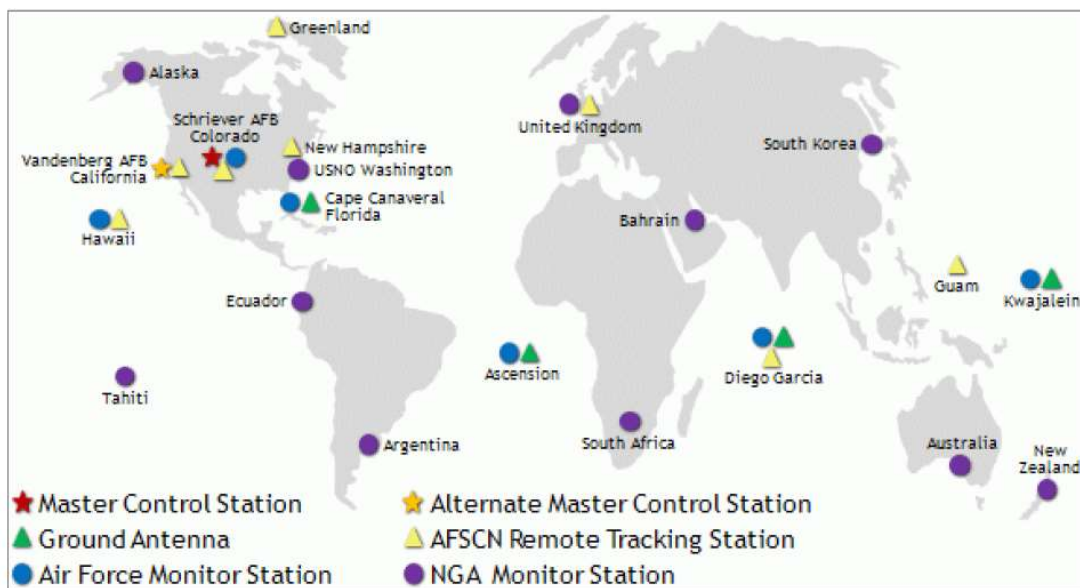 Greenland
Alaska
Schriever AFB
Colorado
United Kingdom
South Korea
New Hampshire
Vandenberg AFB
California
USNO Washington
Cape Canaveral
Florida
Bahrain
Hawaii
Guam
Kwajalein
Ecuador
Ascension
Diego Garcia
Tahiti
Argentina
South Africa
Australia
New
Zealand
Master Control Station
Alternate Master Control Station
Ground Antenna
AFSCN Remote Tracking Station
Air Force Monitor Station
NGA Monitor Station